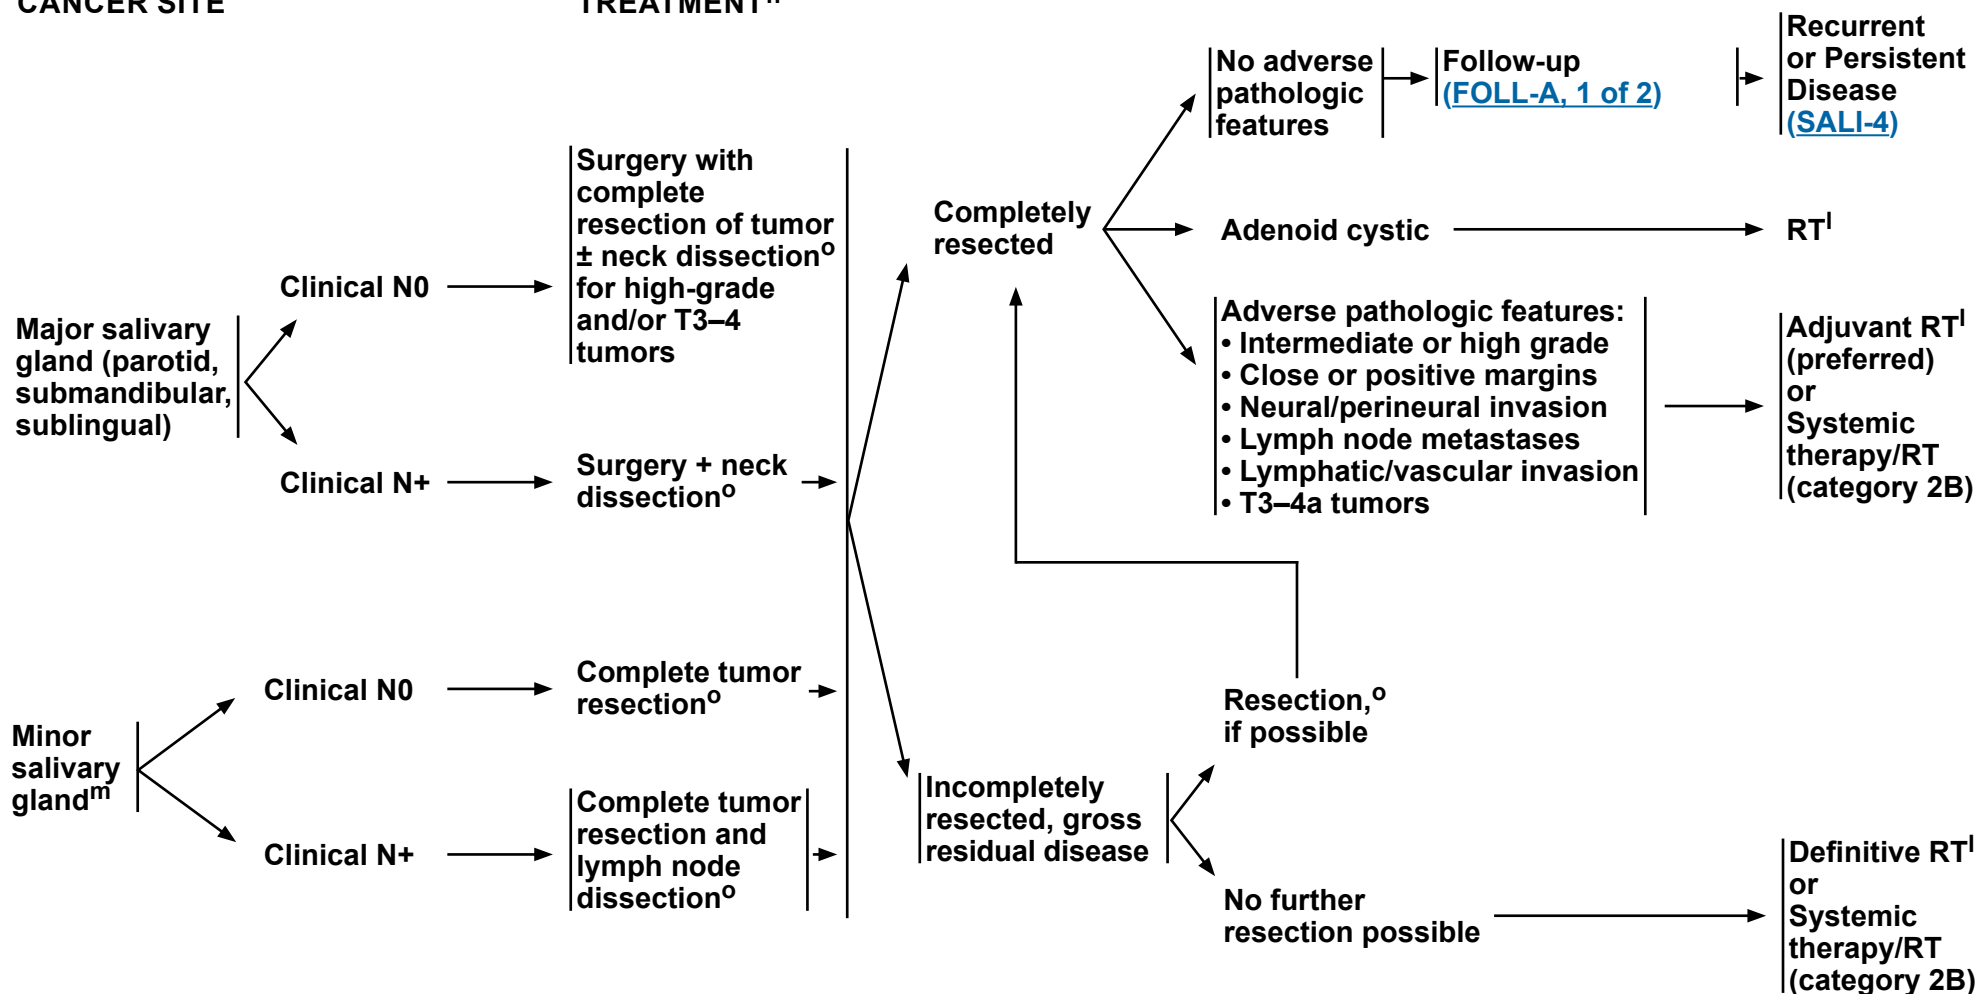 CANCER SITE
TREATMENTn
Major salivary
gland (parotid,
submandibular,
sublingual)
Clinical N0
Surgery with
complete
resection of tumor
± neck dissectiono
for high-grade
and/or T3–4
tumors
Clinical N+
Surgery + neck
dissectiono
Minor
salivary
glandm
Clinical N0
Complete tumor
resectiono
Clinical N+
Complete tumor
resection and
lymph node
dissectiono
Completely
resected
No adverse
pathologic
features
Follow-up
(FOLL-A, 1 of 2)
Recurrent
or Persistent
Disease
(SALI-4)
Adenoid cystic
RTl
Adverse pathologic features:
• Intermediate or high grade
• Close or positive margins
• Neural/perineural invasion
• Lymph node metastases
• Lymphatic/vascular invasion
• T3–4a tumors
Adjuvant RTl
(preferred)
or
Systemic
therapy/RT
(category 2B)
Incompletely
resected, gross
residual disease
Resection,o
if possible
No further
resection possible
Definitive RTl
or
Systemic
therapy/RT
(category 2B)